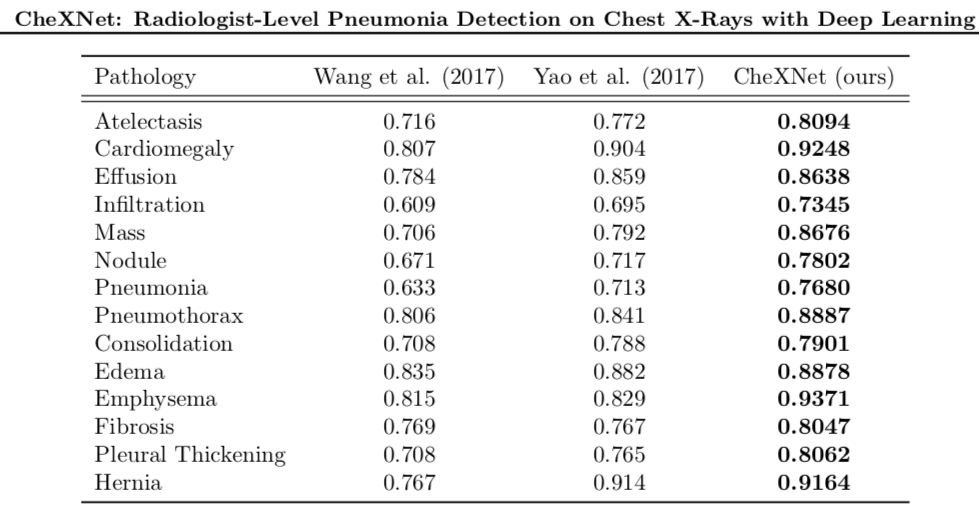 CheXNet: Radiologist-Level Pneumonia Detection on Chest X-Rays with Deep Learning
Pathology Wang et al. (2017) Yao et al. (2017) CheXNet (ours)
Atelectasis 0.716 0.772 0.8094
Cardiomegaly 0.807 0.904 0.9248
Effusion 0.784 0.859 0.8638
Infiltration 0.609 0.695 0.7345
Mass 0.706 0.792 0.8676
Nodule 0.671 0.717 0.7802
Pneumonia 0.633 0.713 0.7680
Pneumothorax 0.806 0.841 0.8887
Consolidation 0.708 0.788 0.7901
Edema 0.835 0.882 0.8878
Emphysema 0.815 0.829 0.9371
Fibrosis 0.769 0.767 0.8047
Pleural Thickening 0.708 0.765 0.8062
Hernia 0.767 0.914 0.9164